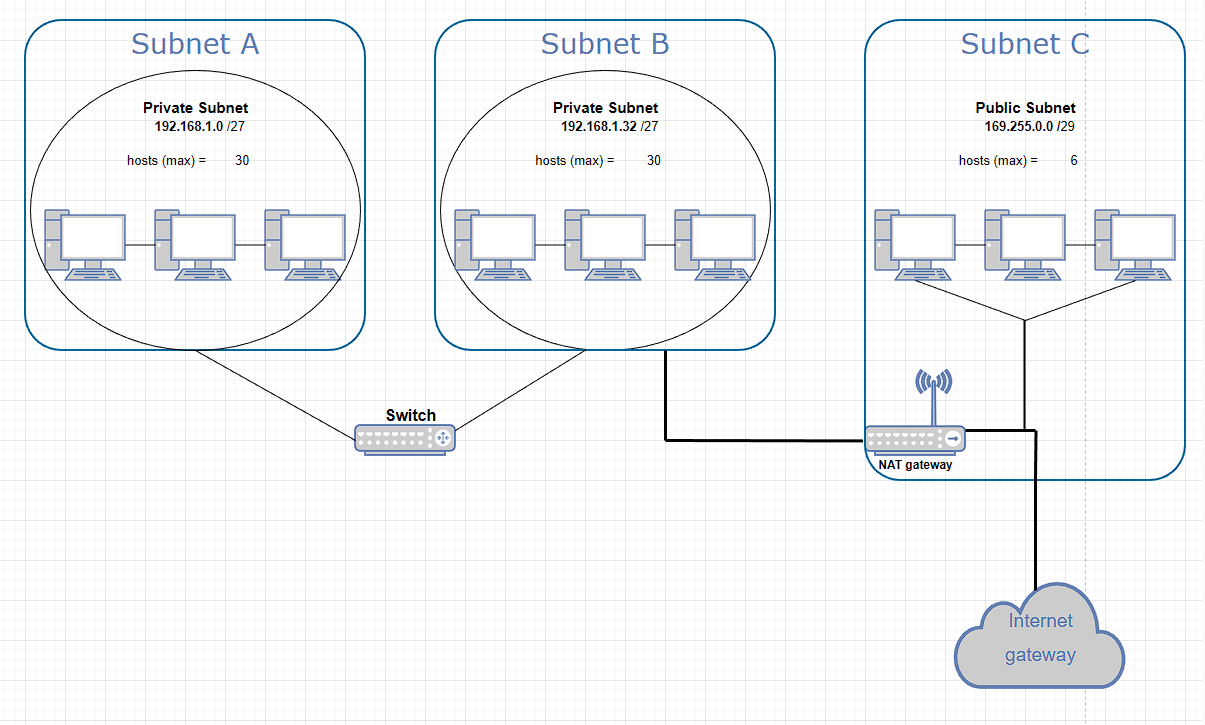 Subnet A
Private Subnet
192.168.1.0 /27
hosts (max) = 30
Subnet B
Private Subnet
192.168.1.32 /27
hosts (max) = 30
Subnet C
Public Subnet
169.255.0.0 /29
hosts (max) = 6
Switch
NAT gateway
Internet
gateway